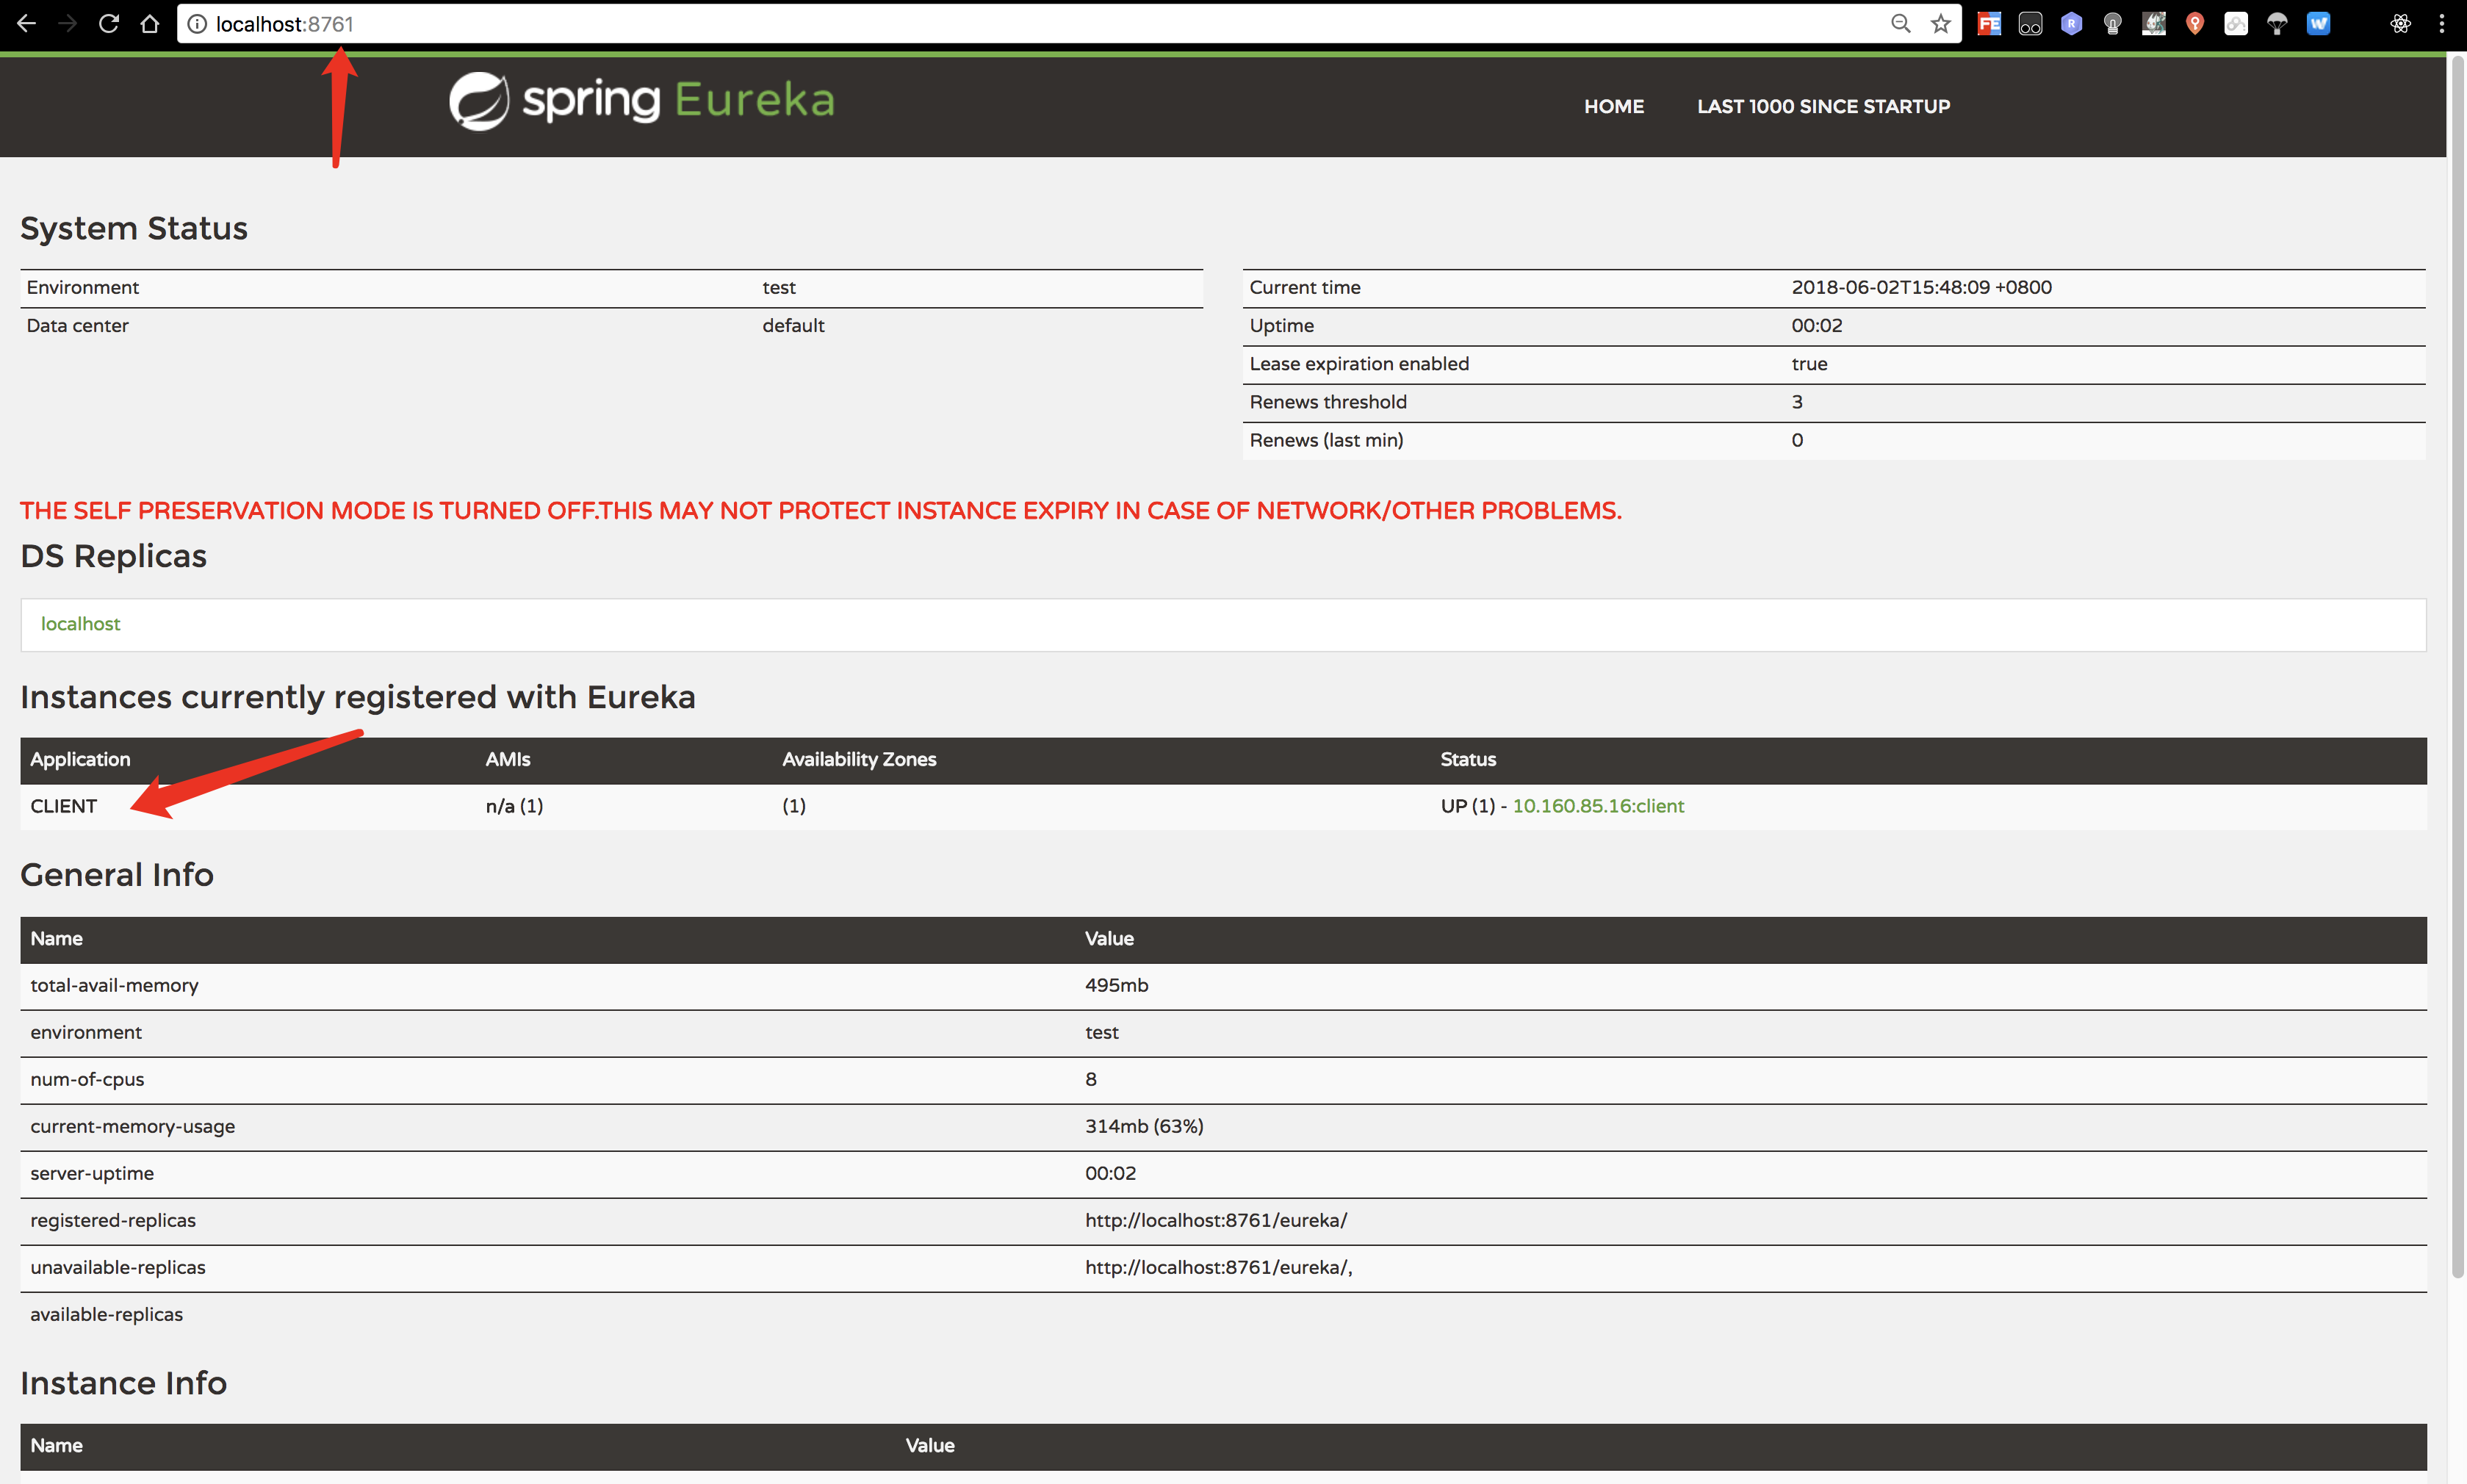 localhost:8761
spring Eureka
HOME LAST 1000 SINCE STARTUP
System Status
Environment test
Data center default
Current time 2018-06-02T15:48:09 +0800
Uptime 00:02
Lease expiration enabled true
Renews threshold 3
Renews (last min) 0
THE SELF PRESERVATION MODE IS TURNED OFF.THIS MAY NOT PROTECT INSTANCE EXPIRY IN CASE OF NETWORK/OTHER PROBLEMS.
DS Replicas
localhost
Instances currently registered with Eureka
Application AMIs Availability Zones Status
CLIENT n/a (1) (1) UP (1) - 10.160.85.16:client
General Info
Name Value
total-avail-memory 495mb
environment test
num-of-cpus 8
current-memory-usage 314mb (63%)
server-uptime 00:02
registered-replicas http://localhost:8761/eureka/
unavailable-replicas http://localhost:8761/eureka/,
available-replicas
Instance Info
Name Value